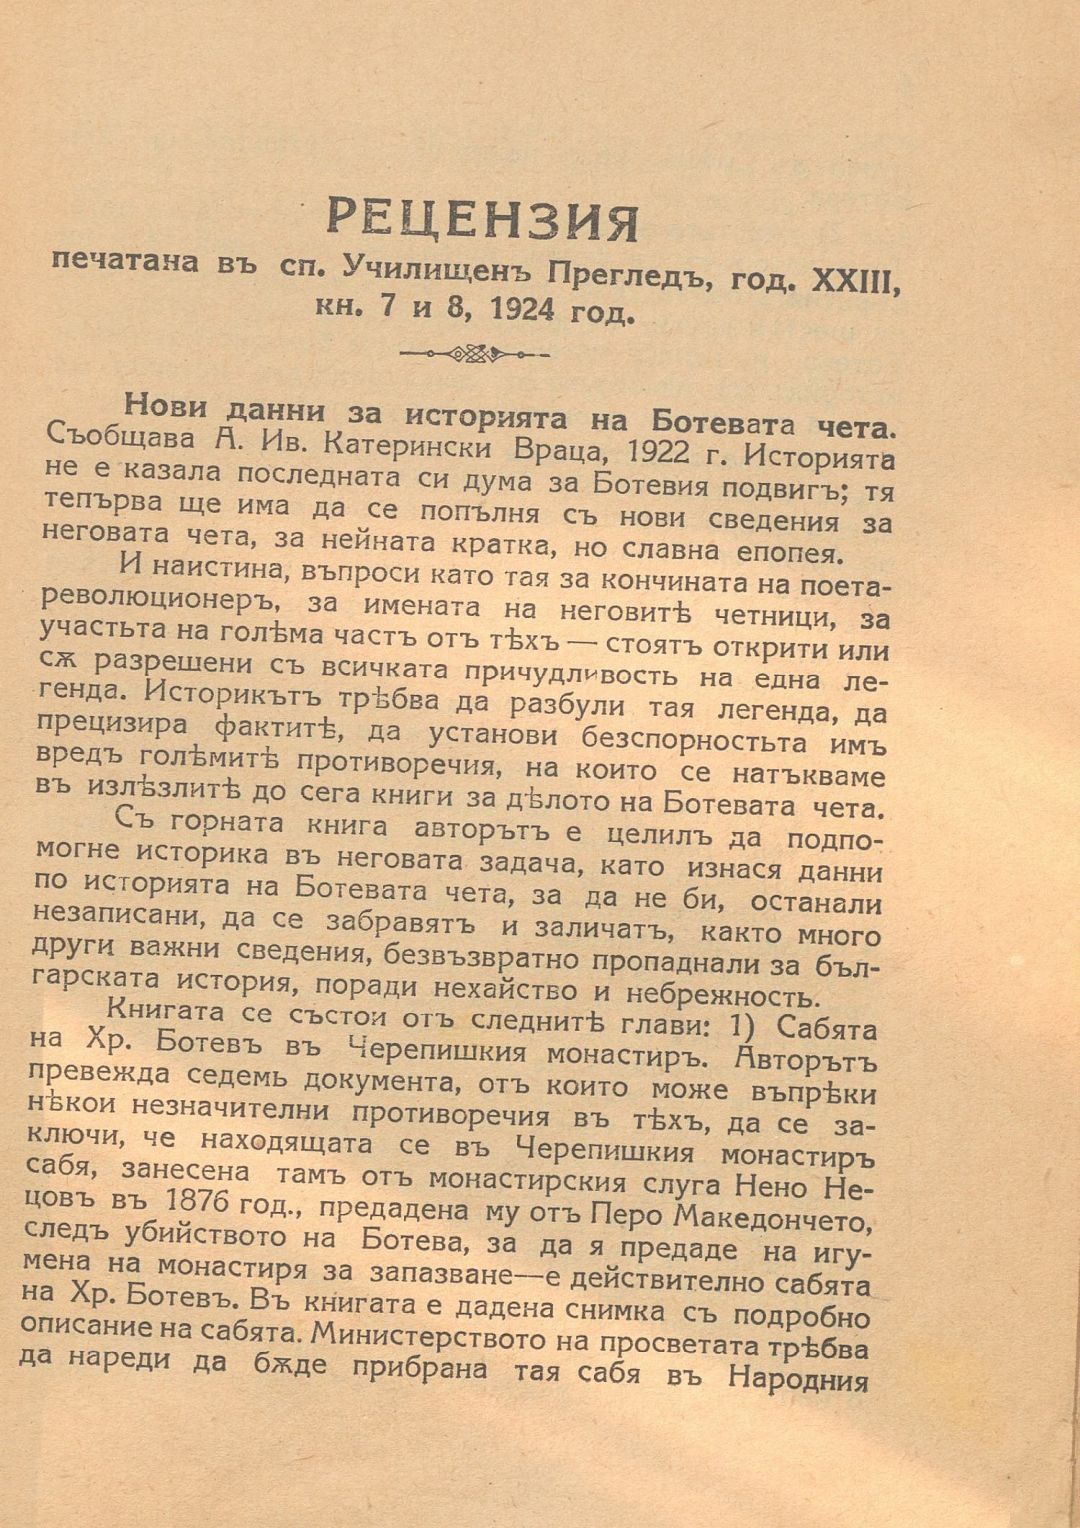 РЕЦЕНЗИЯ
печатана въ сп. Училищенъ Прегледъ, год. XXIII,
кн. 7 и 8, 1924 год.
Нови данни за историята на Ботевата чета.
Съобщава А. Ив. Катерински Враца, 1922 г. Историята
не е казала последната си дума за Ботевия подвигъ; тя
тепърва ще има да се попълня съ нови сведения за
неговата чета, за нейната кратка, но славна епопея.
И наистина, въпроси като тая за кончината на поета-
революционеръ, за имената на неговитѣ четници, за
участьта на голѣма часть отъ тѣхъ — стоятъ открити или
сѫ разрешени съ всичката причудливость на една ле-
генда. Историкътъ трѣбва да разбули тая легенда, да
прецизира фактитѣ, да установи безспорностьта имъ
вредъ голѣмитѣ противоречия, на които се натъкваме
въ излѣзлитѣ до сега книги за дѣлото на Ботевата чета.
Съ горната книга авторътъ е целилъ да подпо-
могне историка въ неговата задача, като изнася данни
по историята на Ботевата чета, за да не би, останали
незаписани, да се забравятъ и заличатъ, както много
други важни сведения, безвъзвратно пропаднали за бъл-
гарската история, поради нехайство и небрежность.
Книгата се състои отъ следнитѣ глави: 1) Сабята
на Хр. Ботевъ въ Черепишкия монастиръ. Авторътъ
превежда седемь документа, отъ които може въпрѣки
нѣкои незначителни противоречия въ тѣхъ, да се за-
ключи, че находящата се въ Черепишкия монастиръ
сабя, занесена тамъ отъ монастирския слуга Нено Не-
цовъ въ 1876 год., предадена му отъ Перо Македончето,
следъ убийството на Ботева, за да я предаде на игу-
мена на монастиря за запазване—е действително сабята
на Хр. Ботевъ. Въ книгата е дадена снимка съ подробно
описание на сабята. Министерството на просветата трѣбва
да нареди да бѫде прибрана тая сабя въ Народния